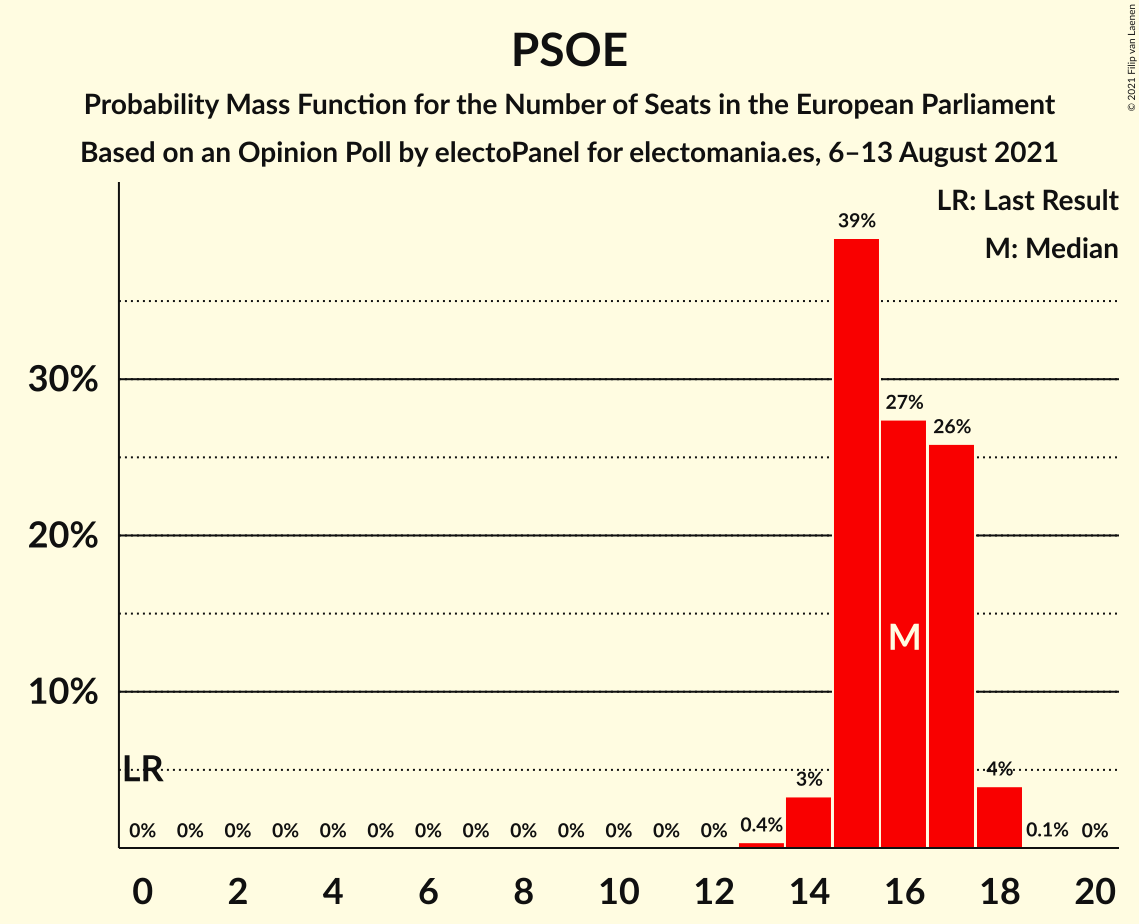 PSOE
Probability Mass Function for the Number of Seats in the European Parliament
Based on an Opinion Poll by electoPanel for electomania.es, 6–13 August 2021
© 2021 Filip van Laenen
LR: Last Result
M: Median
39%
30%
27%
26%
20%
M
10%
LR
3%
4%
0% 0% 0% 0% 0% 0% 0% 0% 0% 0% 0% 0% 0% 0.4% 0.1% 0%
0 2 4 6 8 10 12 14 16 18 20